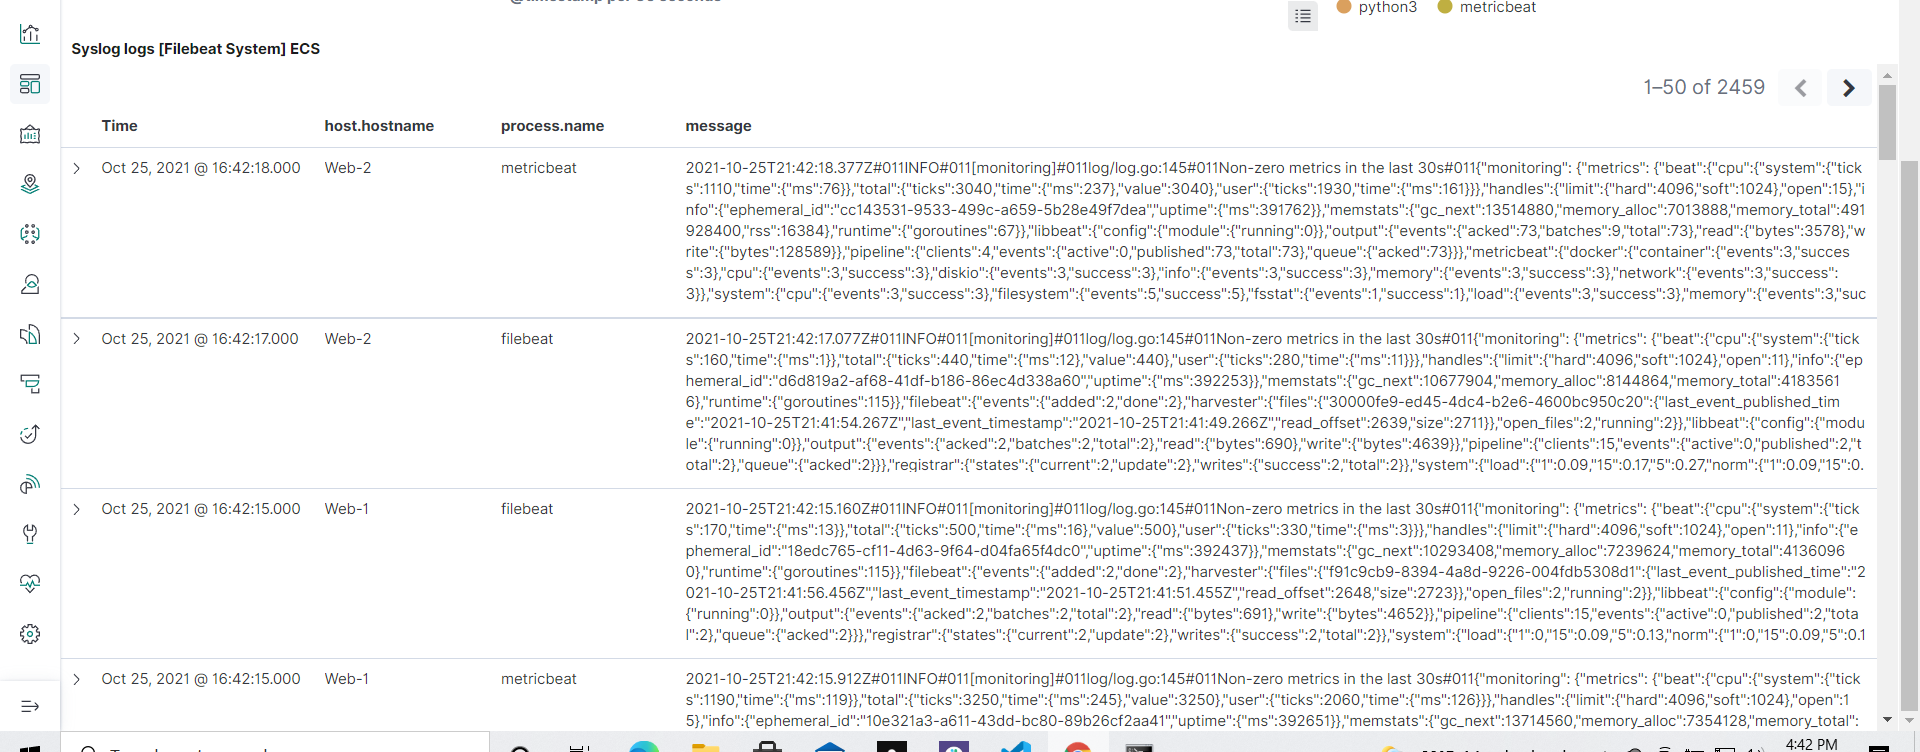 python3 metricbeat
Syslog logs [Filebeat System] ECS
1–50 of 2459
Time host.hostname process.name message
Oct 25, 2021 @ 16:42:18.000 Web-2 metricbeat 2021-10-25T21:42:18.377Z#011INFO#011[monitoring]#011log/log.go:145#011Non-zero metrics in the last 30s#011{"monitoring": {"metrics": {"beat":{"cpu":{"system":{"tick
s":1110,"time":{"ms":76}},"total":{"ticks":3040,"time":{"ms":237},"value":3040},"user":{"ticks":1930,"time":{"ms":161}}},"handles":{"limit":{"hard":4096,"soft":1024},"open":15},"i
nfo":{"ephemeral_id":"cc143531-9533-499c-a659-5b28e49f7dea","uptime":{"ms":391762}},"memstats":{"gc_next":13514880,"memory_alloc":7013888,"memory_total":491
928400,"rss":16384},"runtime":{"goroutines":67}},"libbeat":{"config":{"module":{"running":0}},"output":{"events":{"acked":73,"batches":9,"total":73},"read":{"bytes":3578},"w
rite":{"bytes":128589}},"pipeline":{"clients":4,"events":{"active":0,"published":73,"total":73},"queue":{"acked":73}}},"metricbeat":{"docker":{"container":{"events":3,"succes
s":3},"cpu":{"events":3,"success":3},"diskio":{"events":3,"success":3},"info":{"events":3,"success":3},"memory":{"events":3,"success":3},"network":{"events":3,"success":
3}},"system":{"cpu":{"events":3,"success":3},"filesystem":{"events":5,"success":5},"fsstat":{"events":1,"success":1},"load":{"events":3,"success":3},"memory":{"events":3,"suc
Oct 25, 2021 @ 16:42:17.000 Web-2 filebeat 2021-10-25T21:42:17.077Z#011INFO#011[monitoring]#011log/log.go:145#011Non-zero metrics in the last 30s#011{"monitoring": {"metrics": {"beat":{"cpu":{"system":{"tick
s":160,"time":{"ms":1}},"total":{"ticks":440,"time":{"ms":12},"value":440},"user":{"ticks":280,"time":{"ms":11}}},"handles":{"limit":{"hard":4096,"soft":1024},"open":11},"info":{"ep
hemeral_id":"d6d819a2-af68-41df-b186-86ec4d338a60","uptime":{"ms":392253}},"memstats":{"gc_next":10677904,"memory_alloc":8144864,"memory_total":4183561
6},"runtime":{"goroutines":115}},"filebeat":{"events":{"added":2,"done":2},"harvester":{"files":{"30000fe9-ed45-4dc4-b2e6-4600bc950c20":{"last_event_published_tim
e":"2021-10-25T21:41:54.267Z","last_event_timestamp":"2021-10-25T21:41:49.266Z","read_offset":2639,"size":2711}},"open_files":2,"running":2}},"libbeat":{"config":{"modu
le":{"running":0}},"output":{"events":{"acked":2,"batches":2,"total":2},"read":{"bytes":690},"write":{"bytes":4639}},"pipeline":{"clients":15,"events":{"active":0,"published":2,"t
otal":2},"queue":{"acked":2}}},"registrar":{"states":{"current":2,"update":2},"writes":{"success":2,"total":2}},"system":{"load":{"1":0.09,"15":0.17,"5":0.27,"norm":{"1":0.09,"15":0.
Oct 25, 2021 @ 16:42:15.000 Web-1 filebeat 2021-10-25T21:42:15.160Z#011INFO#011[monitoring]#011log/log.go:145#011Non-zero metrics in the last 30s#011{"monitoring": {"metrics": {"beat":{"cpu":{"system":{"tick
s":170,"time":{"ms":13}},"total":{"ticks":500,"time":{"ms":16},"value":500},"user":{"ticks":330,"time":{"ms":3}}},"handles":{"limit":{"hard":4096,"soft":1024},"open":11},"info":{"e
phemeral_id":"18edc765-cf11-4d63-9f64-d04fa65f4dc0","uptime":{"ms":392437}},"memstats":{"gc_next":10293408,"memory_alloc":7239624,"memory_total":4136096
0},"runtime":{"goroutines":115}},"filebeat":{"events":{"added":2,"done":2},"harvester":{"files":{"f91c9cb9-8394-4a8d-9226-004fdb5308d1":{"last_event_published_time":"2
021-10-25T21:41:56.456Z","last_event_timestamp":"2021-10-25T21:41:51.455Z","read_offset":2648,"size":2723}},"open_files":2,"running":2}},"libbeat":{"config":{"module":
{"running":0}},"output":{"events":{"acked":2,"batches":2,"total":2},"read":{"bytes":691},"write":{"bytes":4652}},"pipeline":{"clients":15,"events":{"active":0,"published":2,"tota
l":2},"queue":{"acked":2}}},"registrar":{"states":{"current":2,"update":2},"writes":{"success":2,"total":2}},"system":{"load":{"1":0,"15":0.09,"5":0.13,"norm":{"1":0,"15":0.09,"5":0.1
Oct 25, 2021 @ 16:42:15.000 Web-1 metricbeat 2021-10-25T21:42:15.912Z#011INFO#011[monitoring]#011log/log.go:145#011Non-zero metrics in the last 30s#011{"monitoring": {"metrics": {"beat":{"cpu":{"system":{"tick
s":1190,"time":{"ms":119}},"total":{"ticks":3250,"time":{"ms":245},"value":3250},"user":{"ticks":2060,"time":{"ms":126}}},"handles":{"limit":{"hard":4096,"soft":1024},"open":1
5},"info":{"ephemeral_id":"10e321a3-a611-43dd-bc80-89b26cf2aa41","uptime":{"ms":392651}},"memstats":{"gc_next":13714560,"memory_alloc":7354128,"memory_total":
4:42 PM